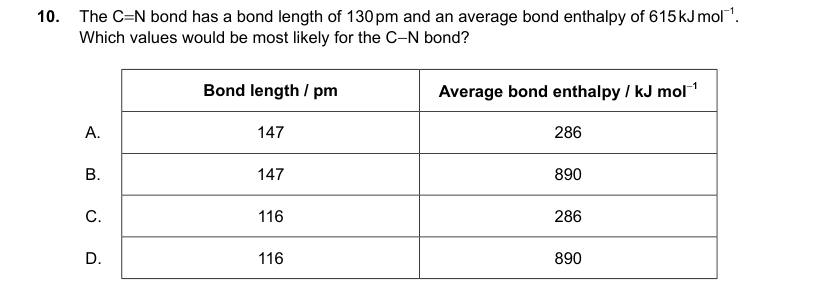 10. The C=N bond has a bond length of 130 pm and an average bond enthalpy of 615 kJ mol⁻¹.
Which values would be most likely for the C–N bond?
Bond length / pm Average bond enthalpy / kJ mol⁻¹
A. 147 286
B. 147 890
C. 116 286
D. 116 890